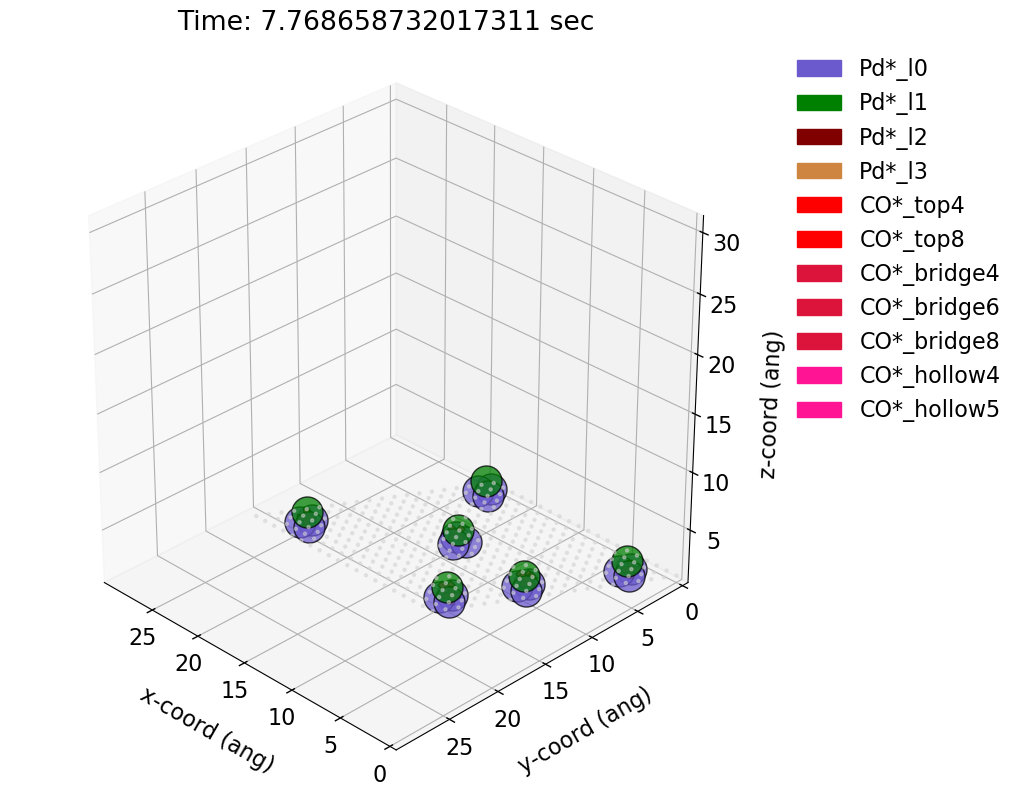 Time: 7.768658732017311 sec
Pd*_l0
Pd*_l1
Pd*_l2
Pd*_l3
CO*_top4
CO*_top8
CO*_bridge4
CO*_bridge6
CO*_bridge8
CO*_hollow4
CO*_hollow5
30
25
20
15
10
5
z-coord (ang)
25
20
15
10
5
0
x-coord (ang)
0
5
10
15
20
25
y-coord (ang)